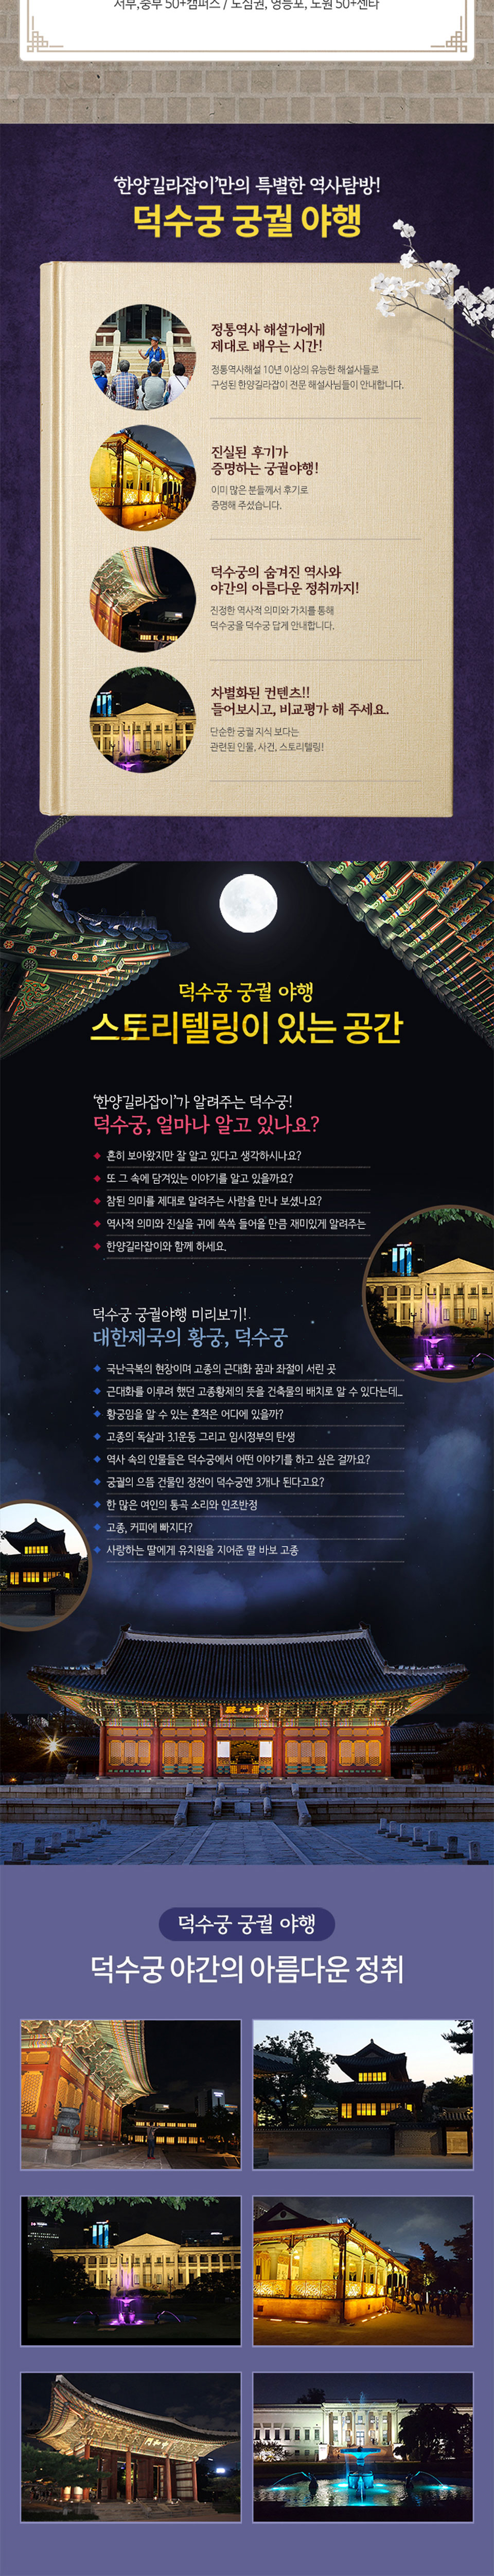 서부,중부 50+캠퍼스 / 도심권, 영등포, 노원 50+센타
‘한양길라잡이’만의 특별한 역사탐방!
덕수궁 궁궐 야행
정통역사 해설가에게
제대로 배우는 시간!
정통역사해설 10년 이상의 유능한 해설사들로
구성된 한양길라잡이 전문 해설사님들이 안내합니다.
진실된 후기가
증명하는 궁궐야행!
이미 많은 분들께서 후기로
증명해 주셨습니다.
덕수궁의 숨겨진 역사와
야간의 아름다운 정취까지!
진정한 역사적 의미와 가치를 통해
덕수궁을 덕수궁 답게 안내합니다.
차별화된 컨텐츠!!
들어보시고, 비교평가 해 주세요.
단순한 궁궐 지식 보다는
관련된 인물, 사건, 스토리텔링!
덕수궁 궁궐 야행
스토리텔링이 있는 공간
‘한양길라잡이’가 알려주는 덕수궁!
덕수궁, 얼마나 알고 있나요?
흔히 보아왔지만 잘 알고 있다고 생각하시나요?
또 그 속에 담겨있는 이야기를 알고 있을까요?
참된 의미를 제대로 알려주는 사람을 만나 보셨나요?
역사적 의미와 진실을 귀에 쏙쏙 들어올 만큼 재미있게 알려주는
한양길라잡이와 함께 하세요.
덕수궁 궁궐야행 미리보기!
대한제국의 황궁, 덕수궁
국난극복의 현장이며 고종의 근대화 꿈과 좌절이 서린 곳
근대화를 이루려 했던 고종황제의 뜻을 건축물의 배치로 알 수 있다는데...
황궁임을 알 수 있는 흔적은 어디에 있을까?
고종의 독살과 3.1운동 그리고 임시정부의 탄생
역사 속의 인물들은 덕수궁에서 어떤 이야기를 하고 싶은 걸까요?
궁궐의 으뜸 건물인 정전이 덕수궁엔 3개나 된다고요?
한 많은 여인의 통곡 소리와 인조반정
고종, 커피에 빠지다?
사랑하는 딸에게 유치원을 지어준 딸 바보 고종
殿和中
덕수궁 궁궐 야행
덕수궁 야간의 아름다운 정취